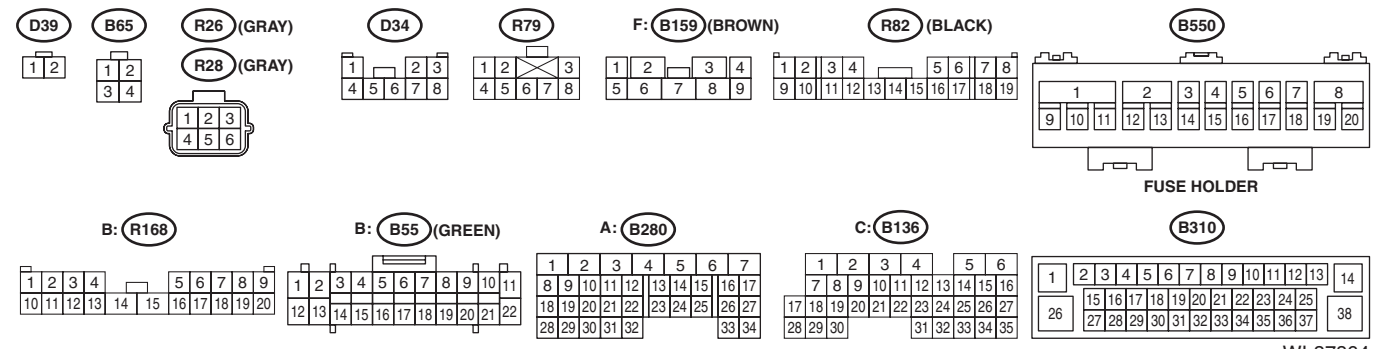 D39 B65 R26 (GRAY) D34 R79 F: B159 (BROWN) R82 (BLACK) B550
R28 (GRAY)
1 2
1 2
3 4
1 2 3
4 5 6
1 2 3
4 5 6 7 8
1 2 3
4 5 6 7 8
1 2 3 4
5 6 7 8 9
1 2 3 4 5 6 7 8
9 10 11 12 13 14 15 16 17 18 19
1 2 3 4 5 6 7 8
9 10 11 12 13 14 15 16 17 18 19 20
FUSE HOLDER
B: R168 B: B55 (GREEN) A: B280 C: B136 B310
1 2 3 4 5 6 7 8 9
10 11 12 13 14 15 16 17 18 19 20
1 2 3 4 5 6 7 8 9 10 11
12 13 14 15 16 17 18 19 20 21 22
1 2 3 4 5 6 7
8 9 10 11 12 13 14 15 16 17
18 19 20 21 22 23 24 25 26 27
28 29 30 31 32 33 34
1 2 3 4 5 6
7 8 9 10 11 12 13 14 15 16
17 18 19 20 21 22 23 24 25 26 27
28 29 30 31 32 33 34 35
1 2 3 4 5 6 7 8 9 10 11 12 13 14
15 16 17 18 19 20 21 22 23 24 25
26 27 28 29 30 31 32 33 34 35 36 37 38